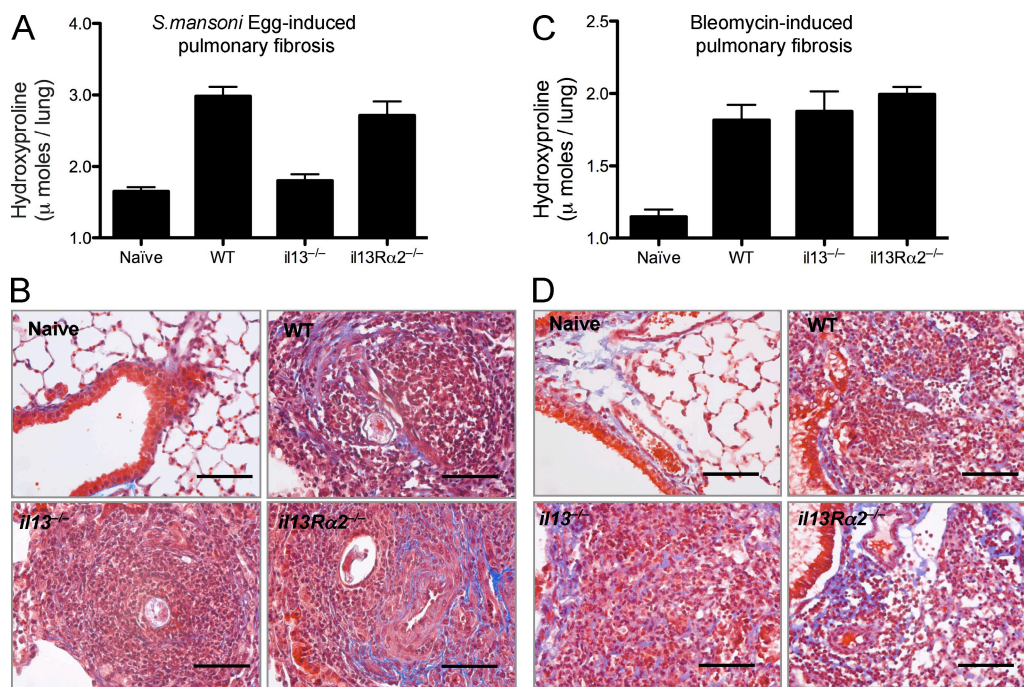 A
S.mansoni Egg-induced
pulmonary fibrosis
Hydroxyproline
(μ moles / lung)
4.0
3.0
2.0
1.0
Naïve
WT
il13–/–
il13Rα2–/–
C
Bleomycin-induced
pulmonary fibrosis
Hydroxyproline
(μ moles / lung)
2.5
2.0
1.5
1.0
Naïve
WT
il13–/–
il13Rα2–/–
B
Naive
WT
il13–/–
il13Rα2–/–
D
Naive
WT
il13–/–
il13Rα2–/–